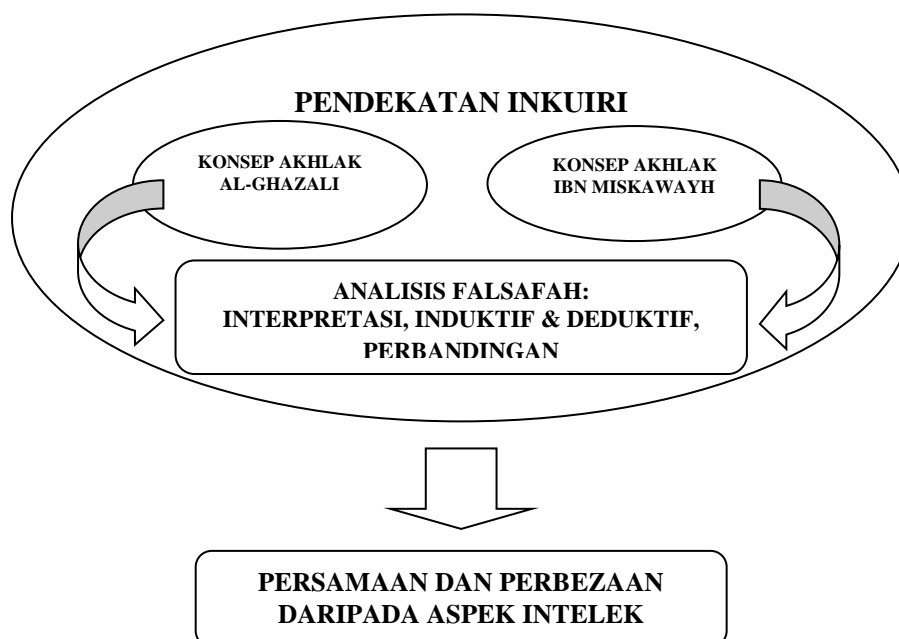 PENDEKATAN INKUIRI
KONSEP AKHLAK
AL-GHAZALI
KONSEP AKHLAK
IBN MISKAWAYH
ANALISIS FALSAFAH:
INTERPRETASI, INDUKTIF & DEDUKTIF,
PERBANDINGAN
PERSAMAAN DAN PERBEZAAN
DARIPADA ASPEK INTELEK